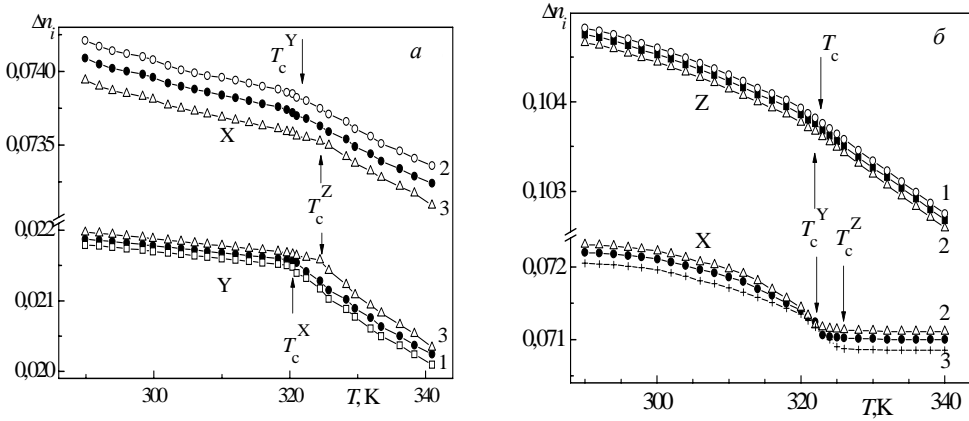 Δnᵢ
0,0740
0,0735
0,022
0,021
0,020
300
320
T, K
340
а
T_c^Y
X
2
3
T_c^Z
Y
T_c^X
3
1
Δnᵢ
0,104
0,103
0,072
0,071
300
320
T,K
340
б
T_c
Z
1
2
T_c^Y
T_c^Z
X
2
3